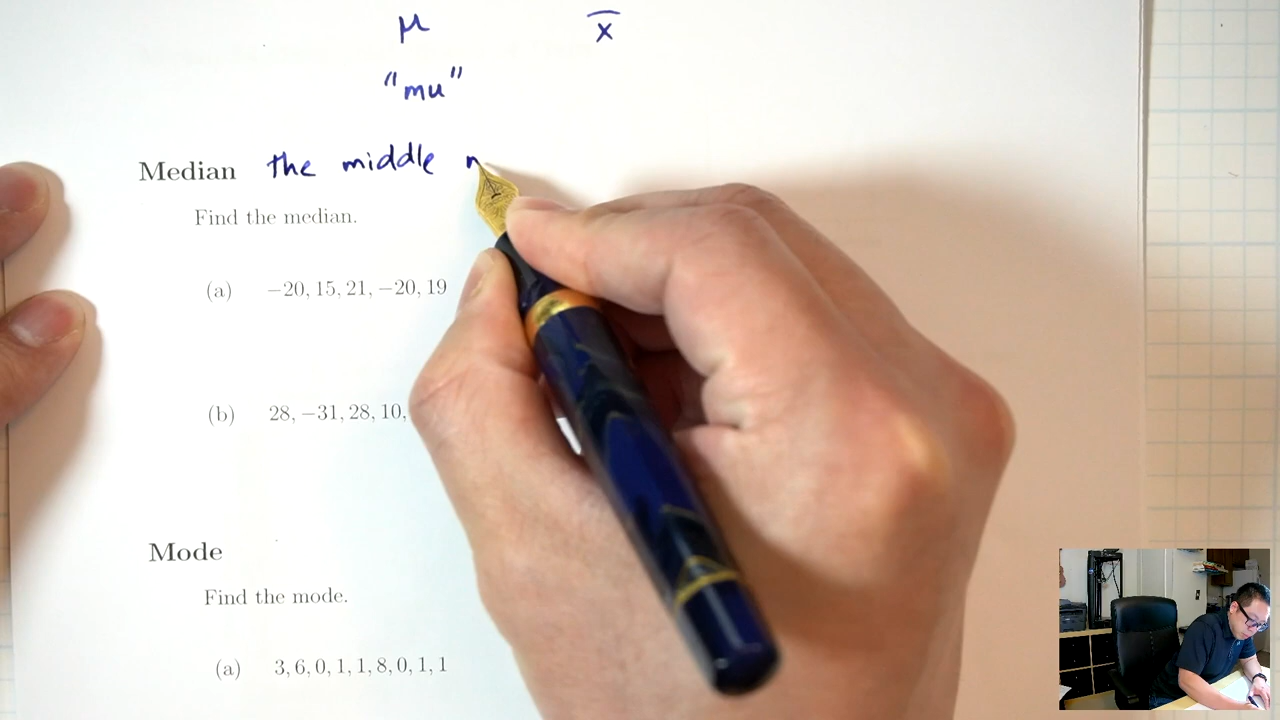 μ x̄
"mu"
Median the middle
Find the median.
(a) −20, 15, 21, −20, 19
(b) 28, −31, 28, 10,
Mode
Find the mode.
(a) 3, 6, 0, 1, 1, 8, 0, 1, 1